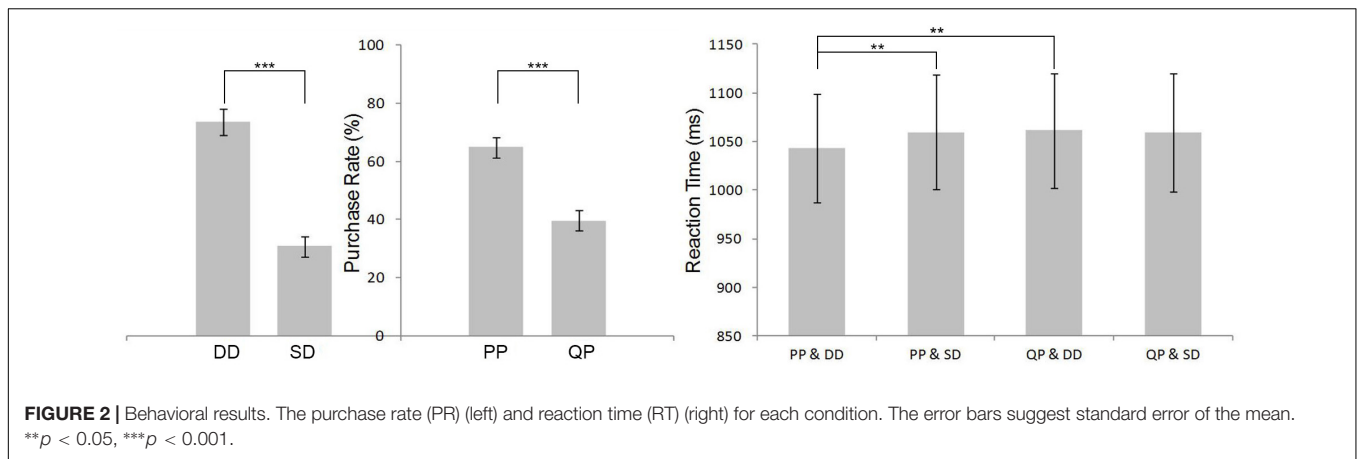 ***
DD SD
Purchase Rate (%)
100
80
60
40
20
0
***
PP QP
Reaction Time (ms)
1150
1100
1050
1000
950
900
850
**
**
PP & DD PP & SD QP & DD QP & SD
FIGURE 2 | Behavioral results. The purchase rate (PR) (left) and reaction time (RT) (right) for each condition. The error bars suggest standard error of the mean.
**p < 0.05, ***p < 0.001.